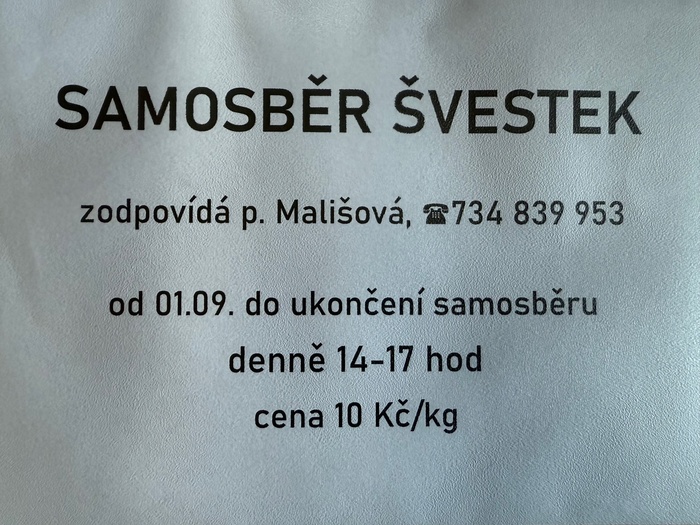 SAMOSBĚR ŠVESTEK
zodpovídá p. Mališová, ☎734 839 953
od 01.09. do ukončení samosběru
denně 14-17 hod
cena 10 Kč/kg